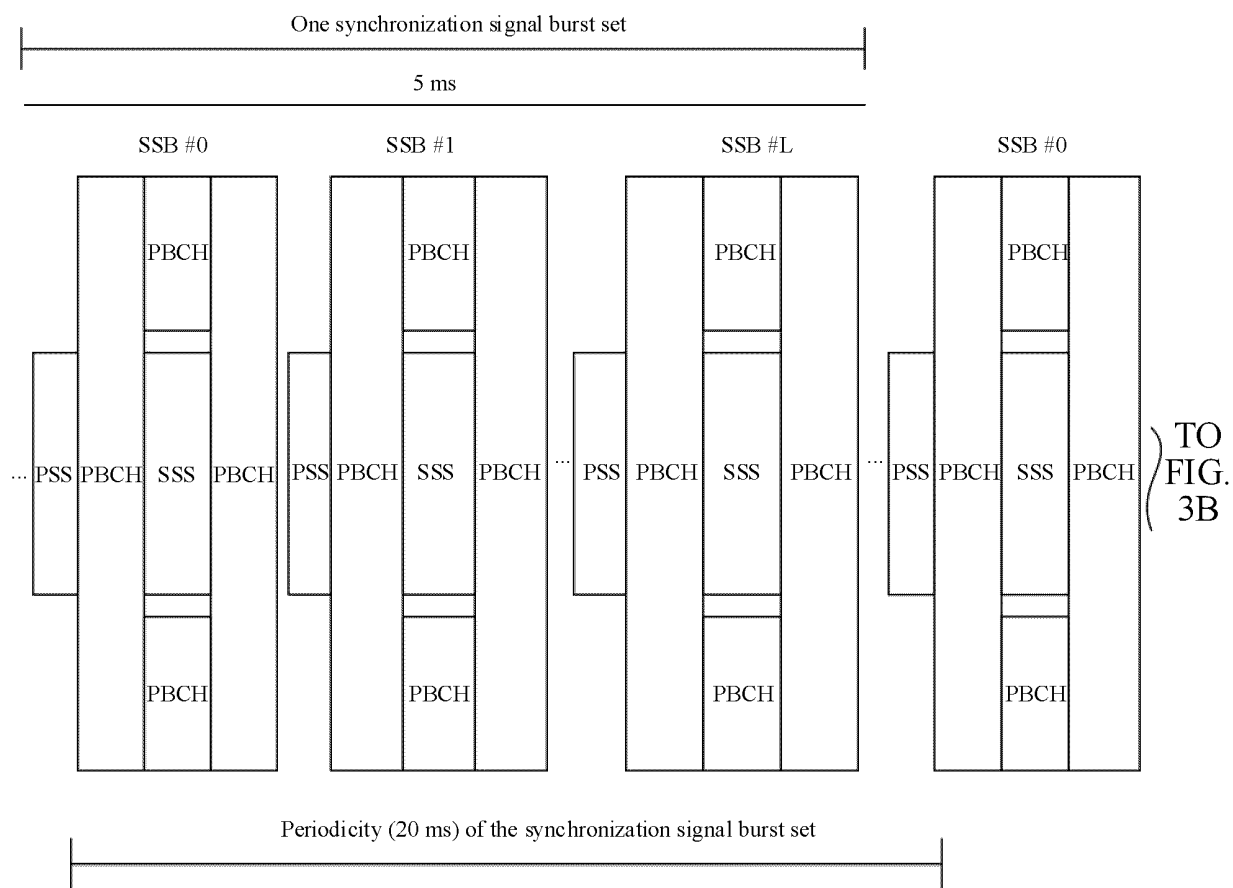 One synchronization signal burst set
5 ms
SSB #0 SSB #1 SSB #L SSB #0
PBCH PBCH PBCH PBCH
... PSS PBCH SSS PBCH PSS PBCH SSS PBCH ... PSS PBCH SSS PBCH ... PSS PBCH SSS PBCH
TO
FIG.
3B
PBCH PBCH PBCH PBCH
Periodicity (20 ms) of the synchronization signal burst set